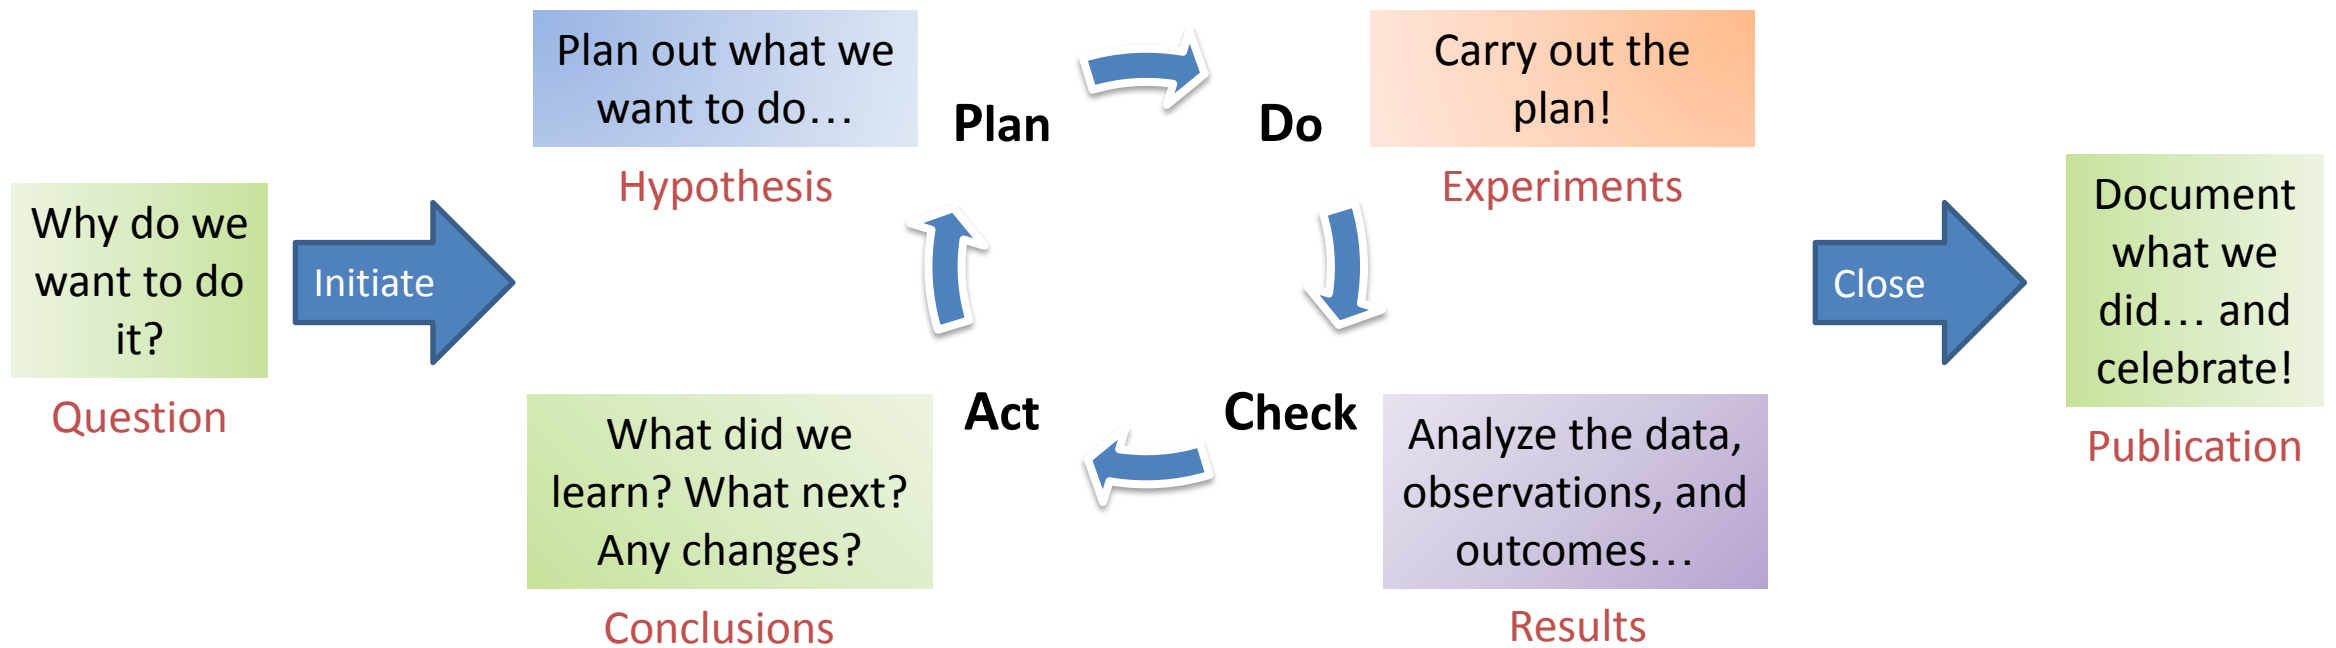 Why do we
want to do
it?
Question
Initiate
Plan out what we
want to do…
Hypothesis
Plan
Do
Carry out the
plan!
Experiments
Check
Analyze the data,
observations, and
outcomes…
Results
Act
What did we
learn? What next?
Any changes?
Conclusions
Close
Document
what we
did… and
celebrate!
Publication